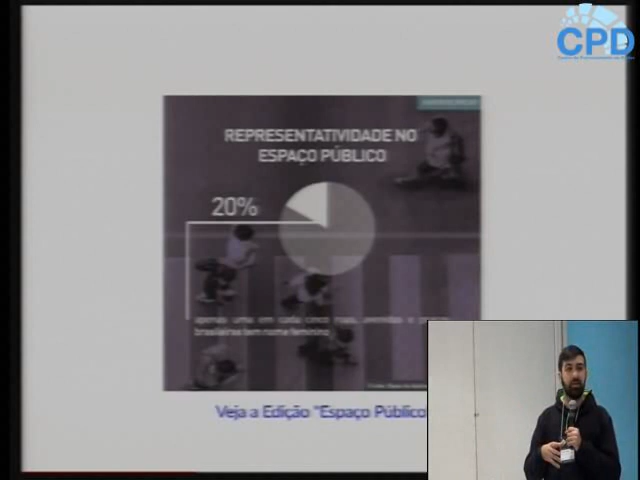 CPD
REPRESENTATIVIDADE NO
ESPAÇO PÚBLICO
20%
apenas uma em cada cinco ruas, avenidas e
brasileiras tem nome feminino
Veja a Edição "Espaço Público